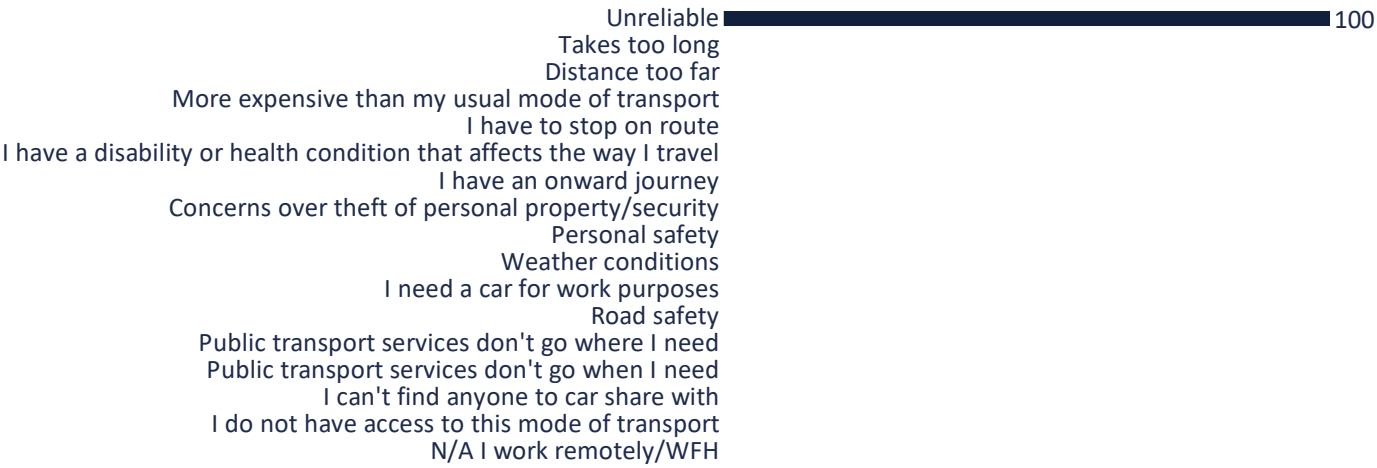 Unreliable 100
Takes too long
Distance too far
More expensive than my usual mode of transport
I have to stop on route
I have a disability or health condition that affects the way I travel
I have an onward journey
Concerns over theft of personal property/security
Personal safety
Weather conditions
I need a car for work purposes
Road safety
Public transport services don't go where I need
Public transport services don't go when I need
I can't find anyone to car share with
I do not have access to this mode of transport
N/A I work remotely/WFH